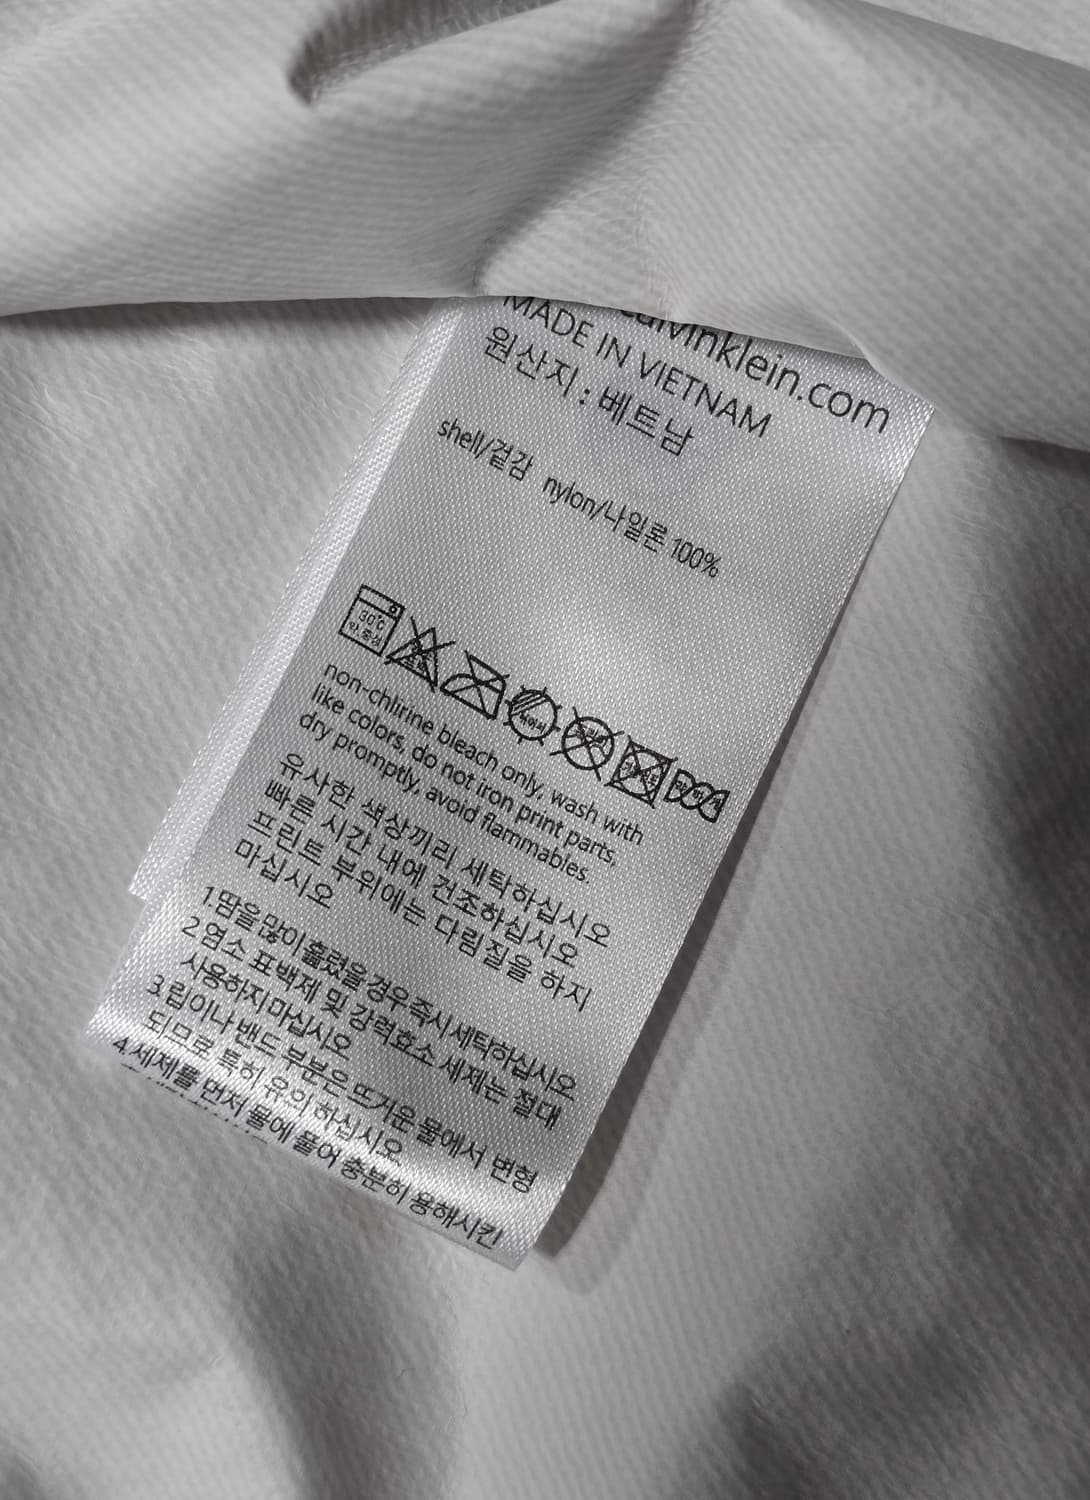 calvinklein.com
MADE IN VIETNAM
원산지 : 베트남
shell/겉감 nylon/나일론 100%
30℃
약.중성
non-chlirine bleach only, wash with
like colors, do not iron print parts,
dry promptly, avoid flammables.
유사한 색상끼리 세탁하십시오
빠른 시간 내에 건조하십시오
프린트 부위에는 다림질을 하지
마십시오
1.땀을많이흘렸을경우즉시세탁하십시오
2.염소 표백제 및 강력효소 세제는 절대
사용하지마십시오
3.립이나 밴드 부분은 뜨거운 물에서 변형
되므로 특히 유의 하십시오
4.세제를 먼저 물에 풀어 충분히 용해시킨